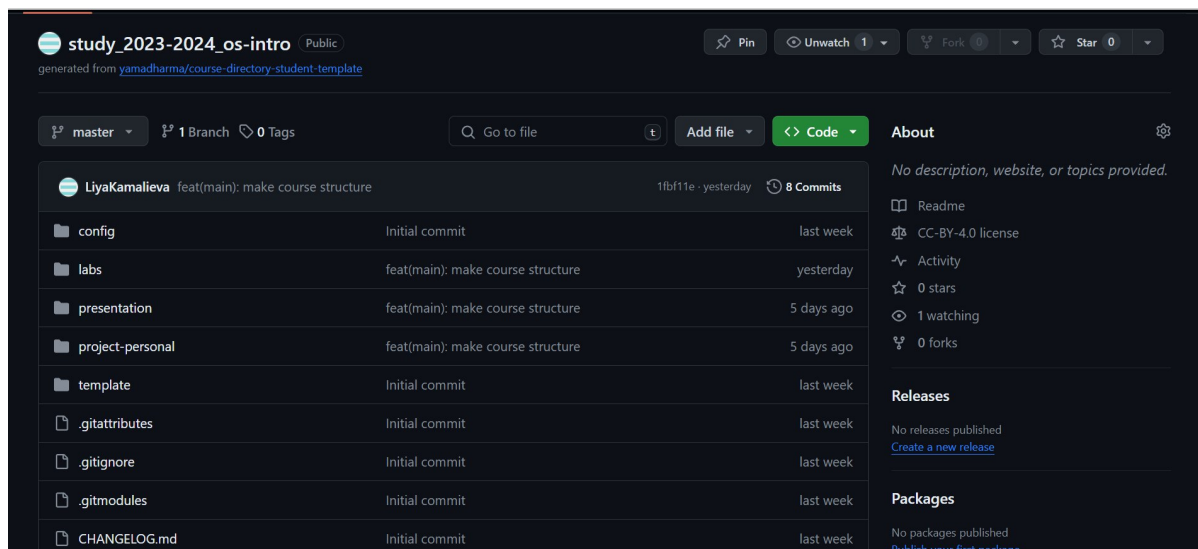 study_2023-2024_os-intro Public
Pin Unwatch 1 Fork 0 Star 0
generated from yamadharma/course-directory-student-template
master 1 Branch 0 Tags Go to file t Add file <> Code
LiyaKamalieva feat(main): make course structure 1fbf11e · yesterday 8 Commits
config Initial commit last week
labs feat(main): make course structure yesterday
presentation feat(main): make course structure 5 days ago
project-personal feat(main): make course structure 5 days ago
template Initial commit last week
.gitattributes Initial commit last week
.gitignore Initial commit last week
.gitmodules Initial commit last week
CHANGELOG.md Initial commit last week
About
No description, website, or topics provided.
Readme
CC-BY-4.0 license
Activity
0 stars
1 watching
0 forks
Releases
No releases published
Create a new release
Packages
No packages published
Publish your first package